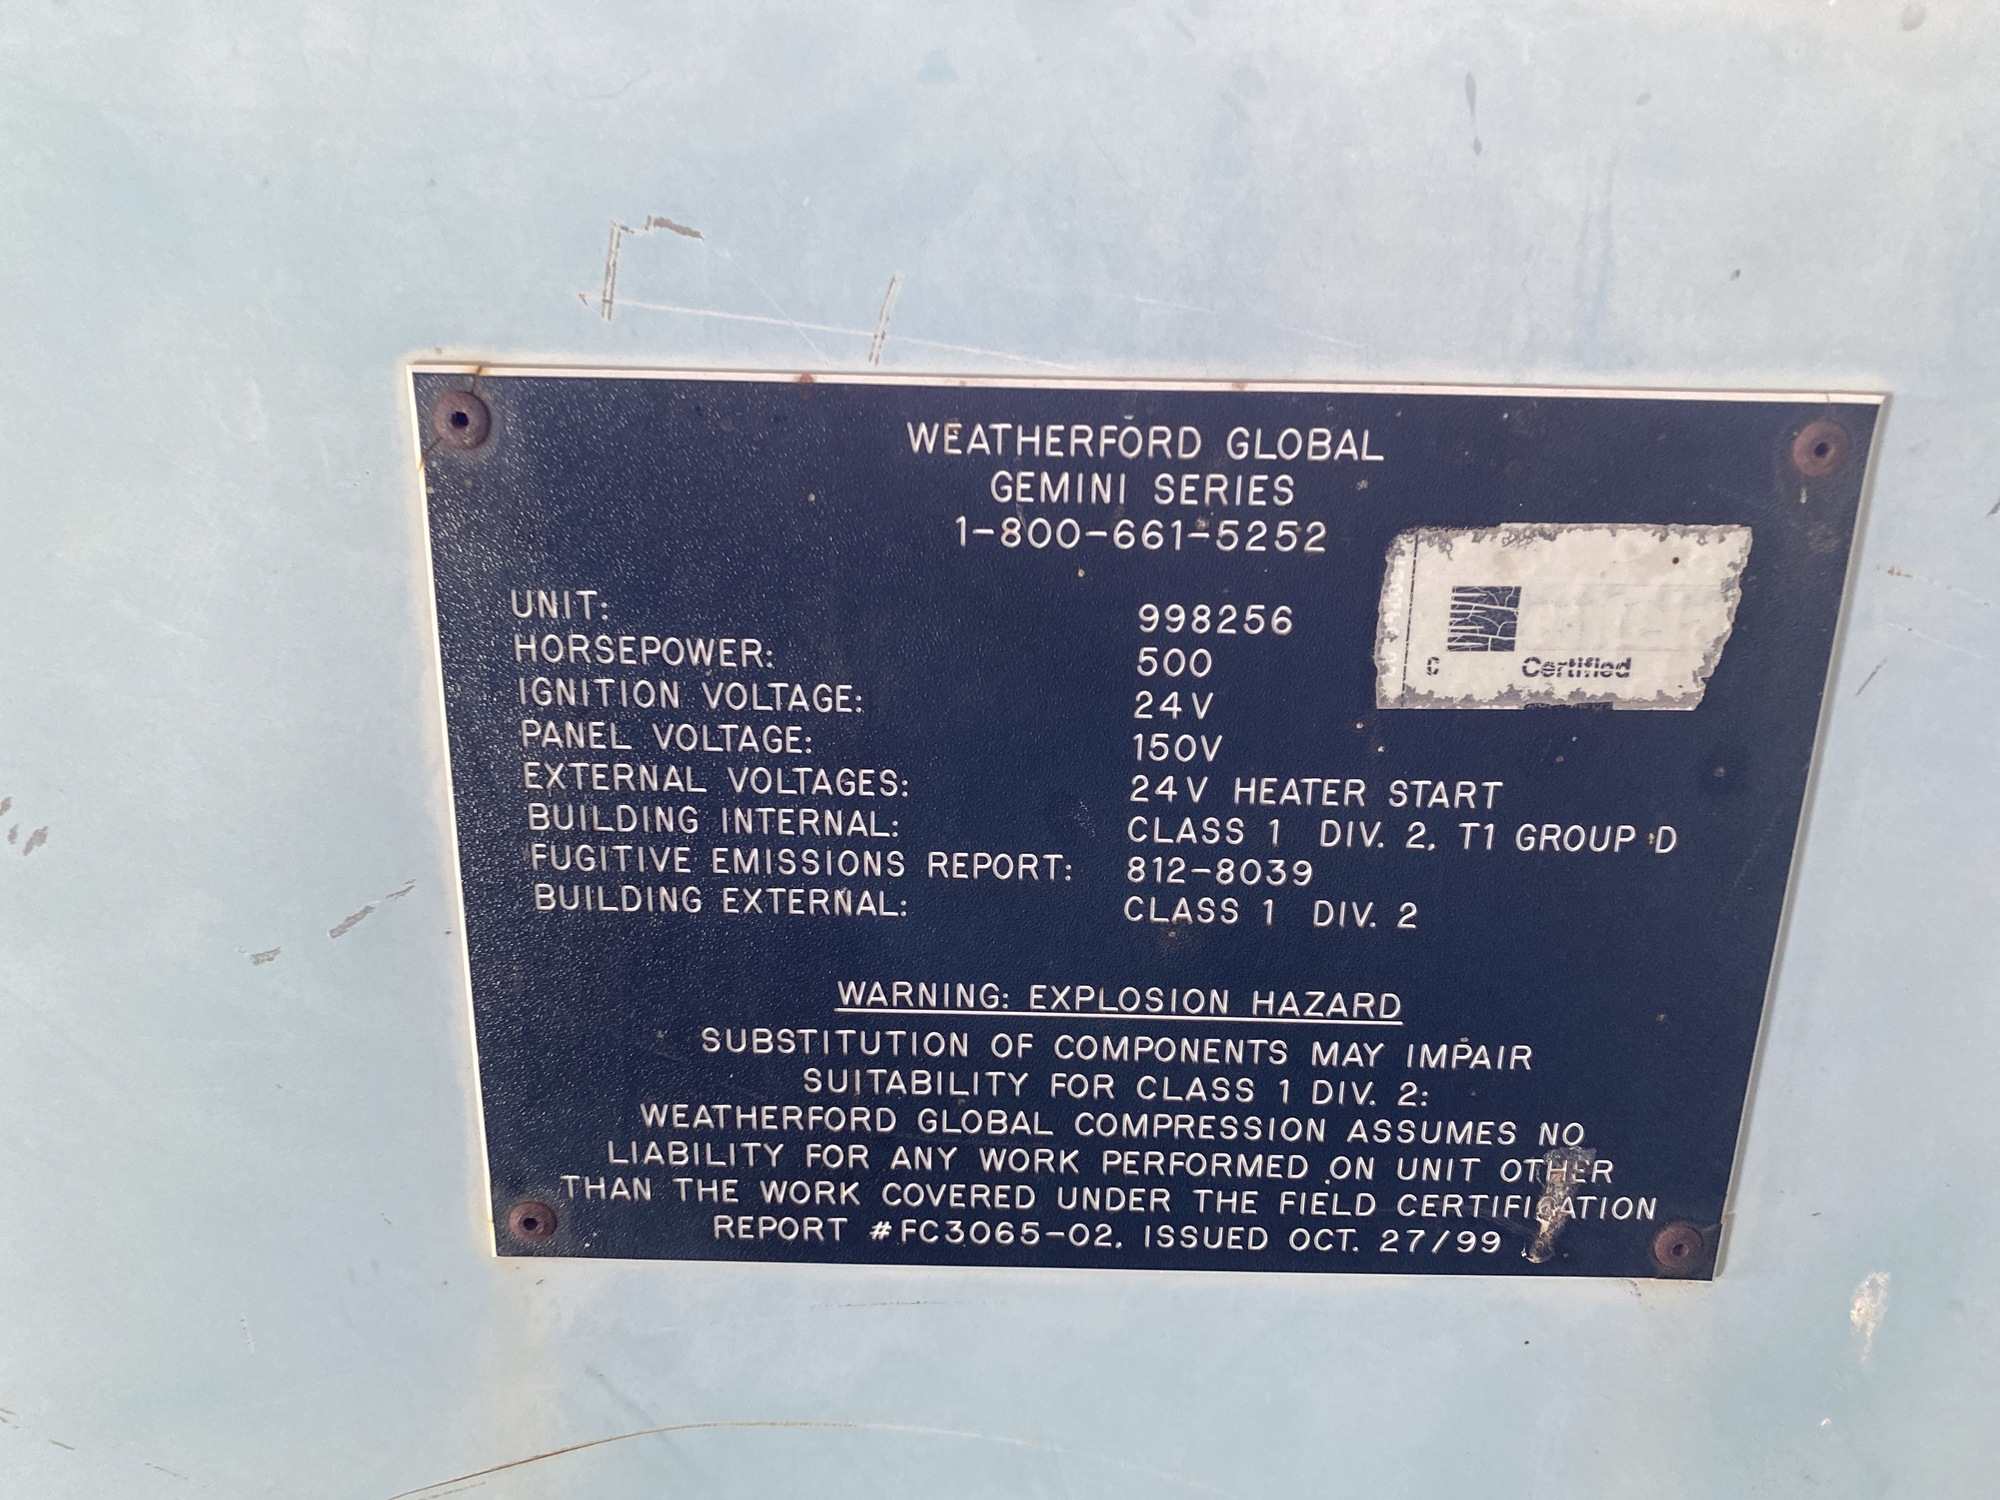 WEATHERFORD GLOBAL
GEMINI SERIES
1-800-661-5252
UNIT: 998256
HORSEPOWER: 500
IGNITION VOLTAGE: 24V
PANEL VOLTAGE: 150V
EXTERNAL VOLTAGES: 24V HEATER START
BUILDING INTERNAL: CLASS 1 DIV. 2, T1 GROUP D
FUGITIVE EMISSIONS REPORT: 812-8039
BUILDING EXTERNAL: CLASS 1 DIV. 2
C Certified
WARNING: EXPLOSION HAZARD
SUBSTITUTION OF COMPONENTS MAY IMPAIR
SUITABILITY FOR CLASS 1 DIV. 2:
WEATHERFORD GLOBAL COMPRESSION ASSUMES NO
LIABILITY FOR ANY WORK PERFORMED ON UNIT OTHER
THAN THE WORK COVERED UNDER THE FIELD CERTIFICATION
REPORT #FC3065-02, ISSUED OCT. 27/99